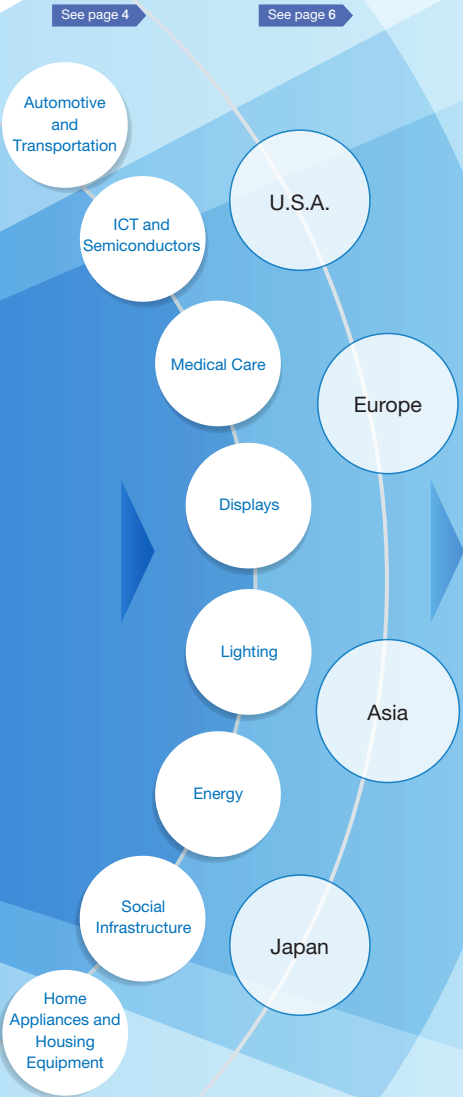 See page 4
See page 6
Automotive
and
Transportation
ICT and
Semiconductors
Medical Care
Displays
Lighting
Energy
Social
Infrastructure
Home
Appliances and
Housing
Equipment
U.S.A.
Europe
Asia
Japan